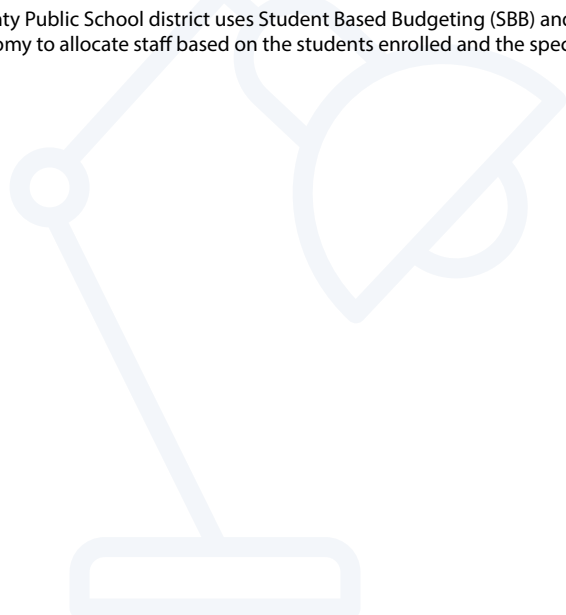 nty Public School district uses Student Based Budgeting (SBB) and
omy to allocate staff based on the students enrolled and the spec